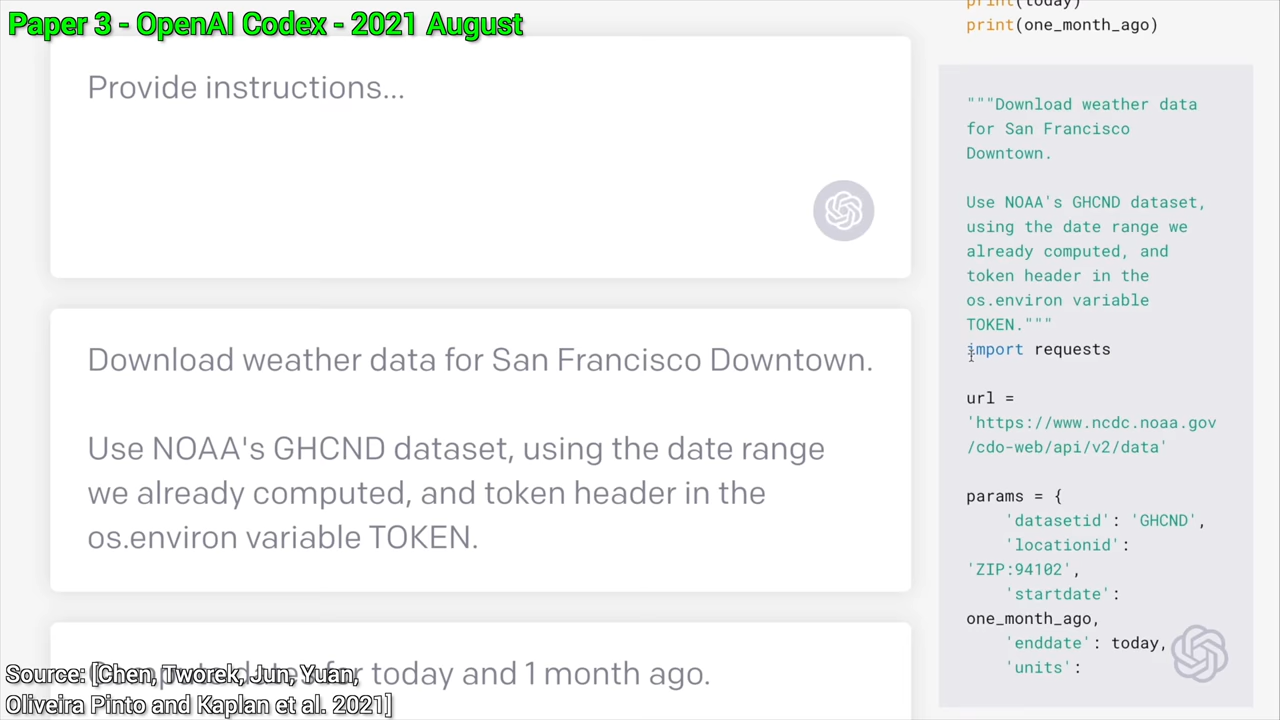 Paper 3 - OpenAI Codex - 2021 August
Provide instructions...
Download weather data for San Francisco Downtown.
Use NOAA's GHCND dataset, using the date range
we already computed, and token header in the
os.environ variable TOKEN.
for today and 1 month ago.
Source: [Chen, Tworek, Jun, Yuan,
Oliveira Pinto and Kaplan et al. 2021]
print(today)
print(one_month_ago)
"""Download weather data
for San Francisco
Downtown.
Use NOAA's GHCND dataset,
using the date range we
already computed, and
token header in the
os.environ variable
TOKEN."""
import requests
url =
'https://www.ncdc.noaa.gov
/cdo-web/api/v2/data'
params = {
'datasetid': 'GHCND',
'locationid':
'ZIP:94102',
'startdate':
one_month_ago,
'enddate': today,
'units':